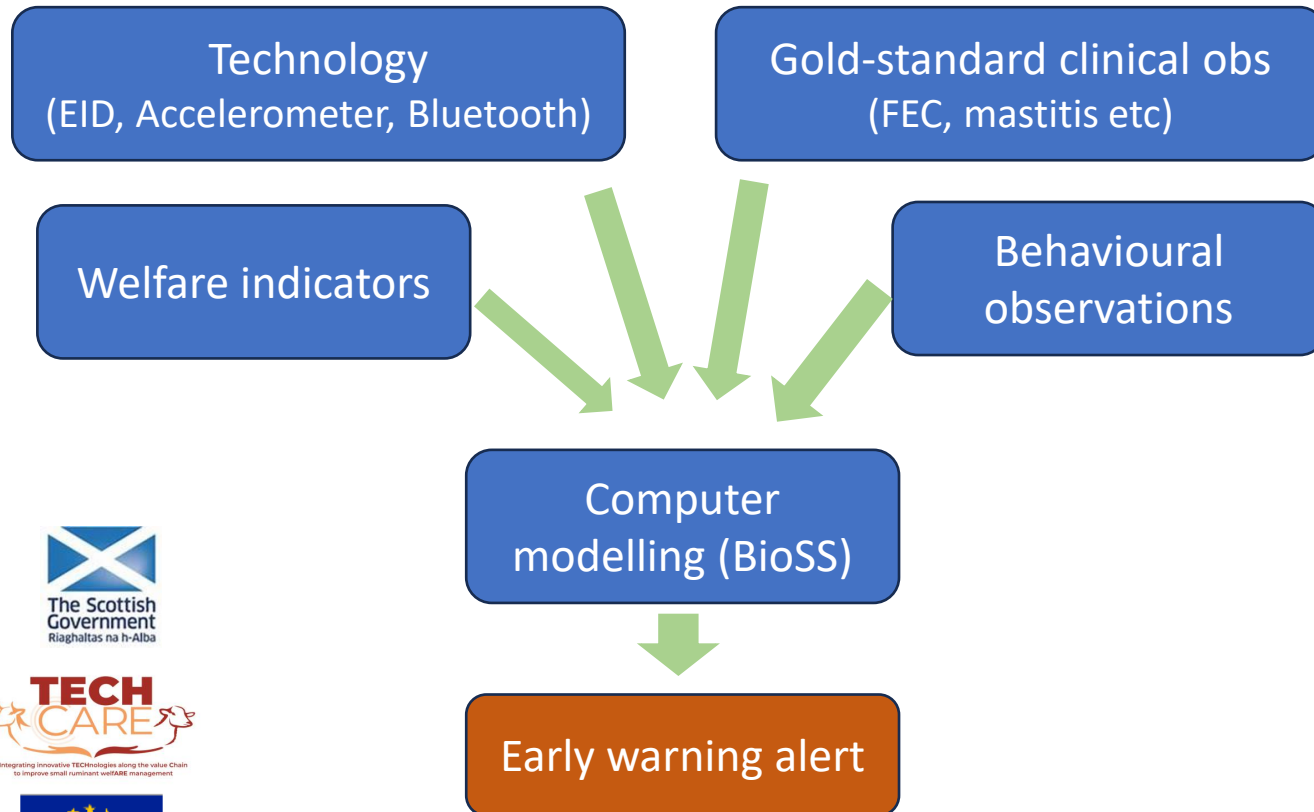 Technology
(EID, Accelerometer, Bluetooth)
Gold-standard clinical obs
(FEC, mastitis etc)
Welfare indicators
Behavioural
observations
Computer
modelling (BioSS)
Early warning alert
The Scottish
Government
Riaghaltas na h-Alba
TECH
CARE
Integrating innovative TECHnologies along the value Chain
to improve small ruminant welfARE management